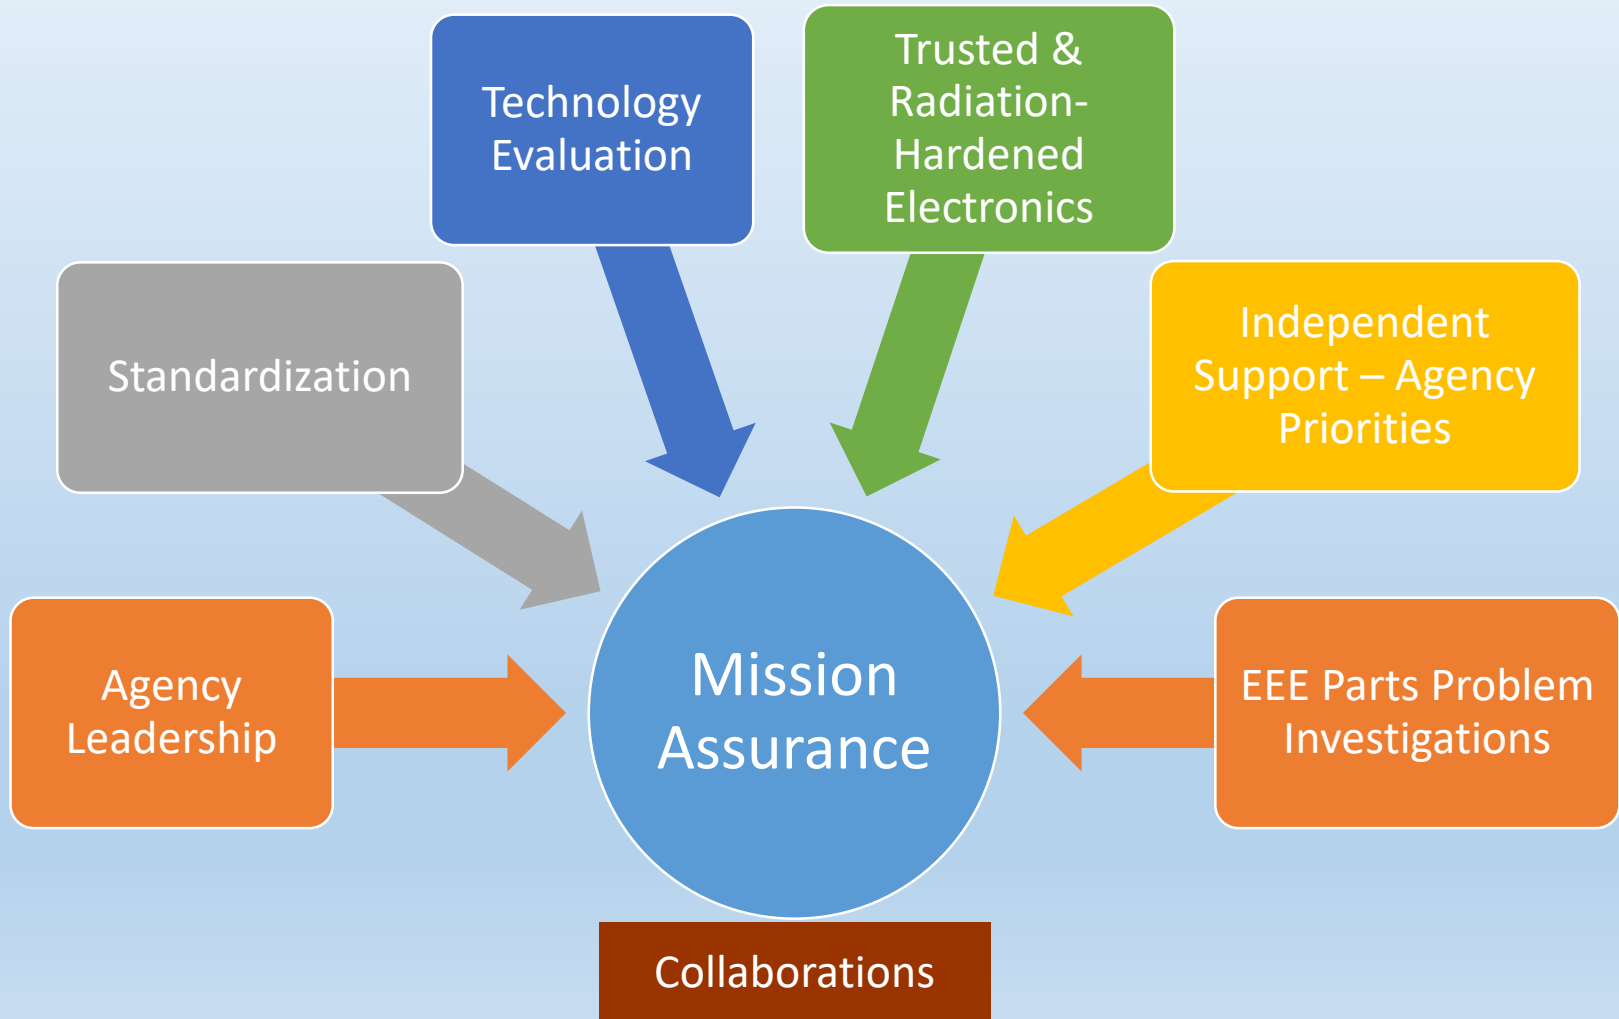 Technology
Evaluation
Trusted &
Radiation-
Hardened
Electronics
Standardization
Independent
Support – Agency
Priorities
Agency
Leadership
Mission
Assurance
EEE Parts Problem
Investigations
Collaborations